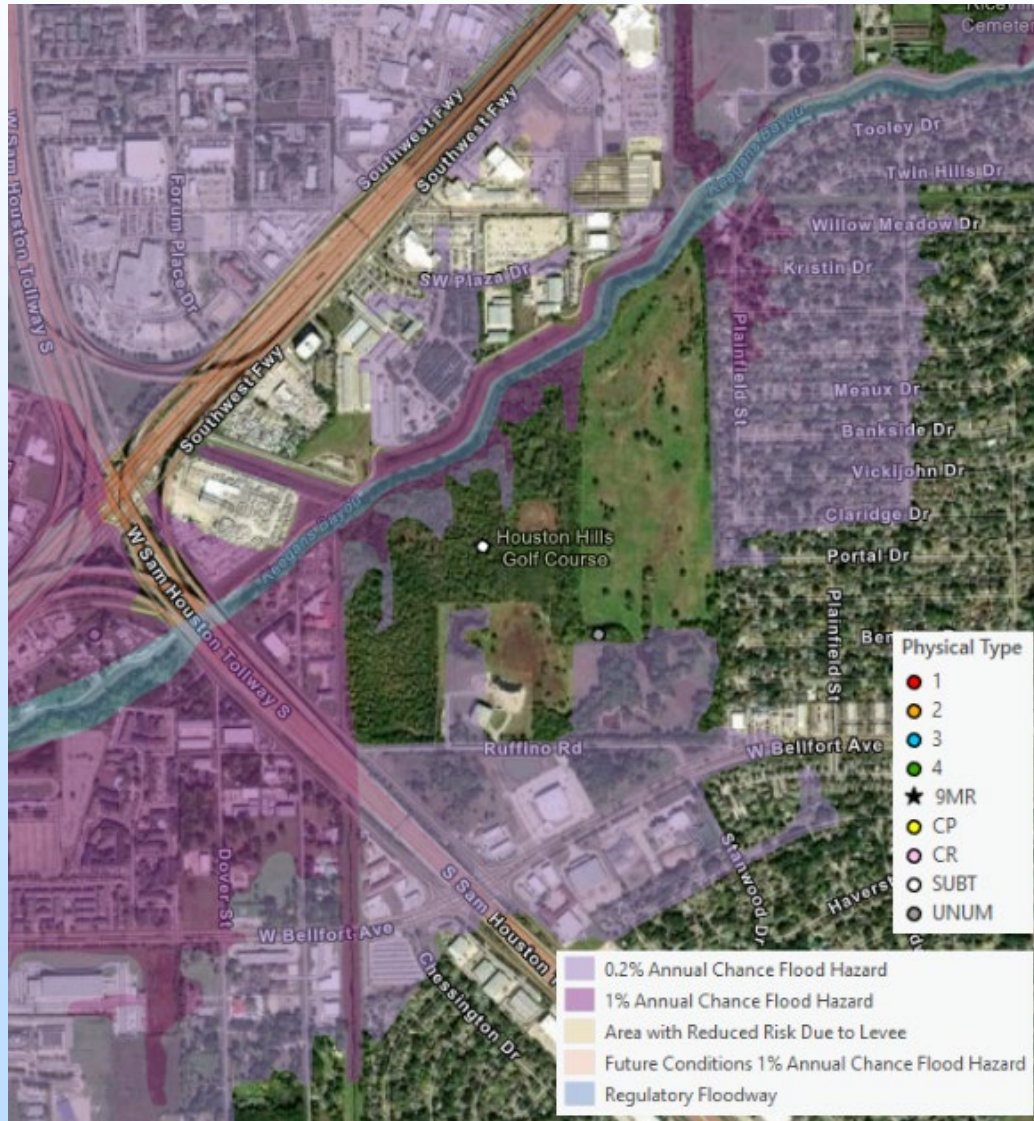 Riceville
Cemetery
W Sam Houston Tollway S
Southwest Fwy
Southwest Fwy
Keegans Bayou
Tooley Dr
Twin Hills Dr
Willow Meadow Dr
Forum Place Dr
SW Plaza Dr
Kristin Dr
Plainfield St
Southwest Fwy
Meaux Dr
Bankside Dr
Vickijohn Dr
Claridge Dr
Houston Hills
Golf Course
Keegans Bayou
Portal Dr
W Sam Houston Tollway S
Plainfield St
Physical Type
1
2
3
4
9MR
CP
CR
SUBT
UNUM
Ruffino Rd
W Bellfort Ave
Dover St
S Sam Houston T
Stanwood Dr
Haverst
W Bellfort Ave
Chessington Dr
0.2% Annual Chance Flood Hazard
1% Annual Chance Flood Hazard
Area with Reduced Risk Due to Levee
Future Conditions 1% Annual Chance Flood Hazard
Regulatory Floodway